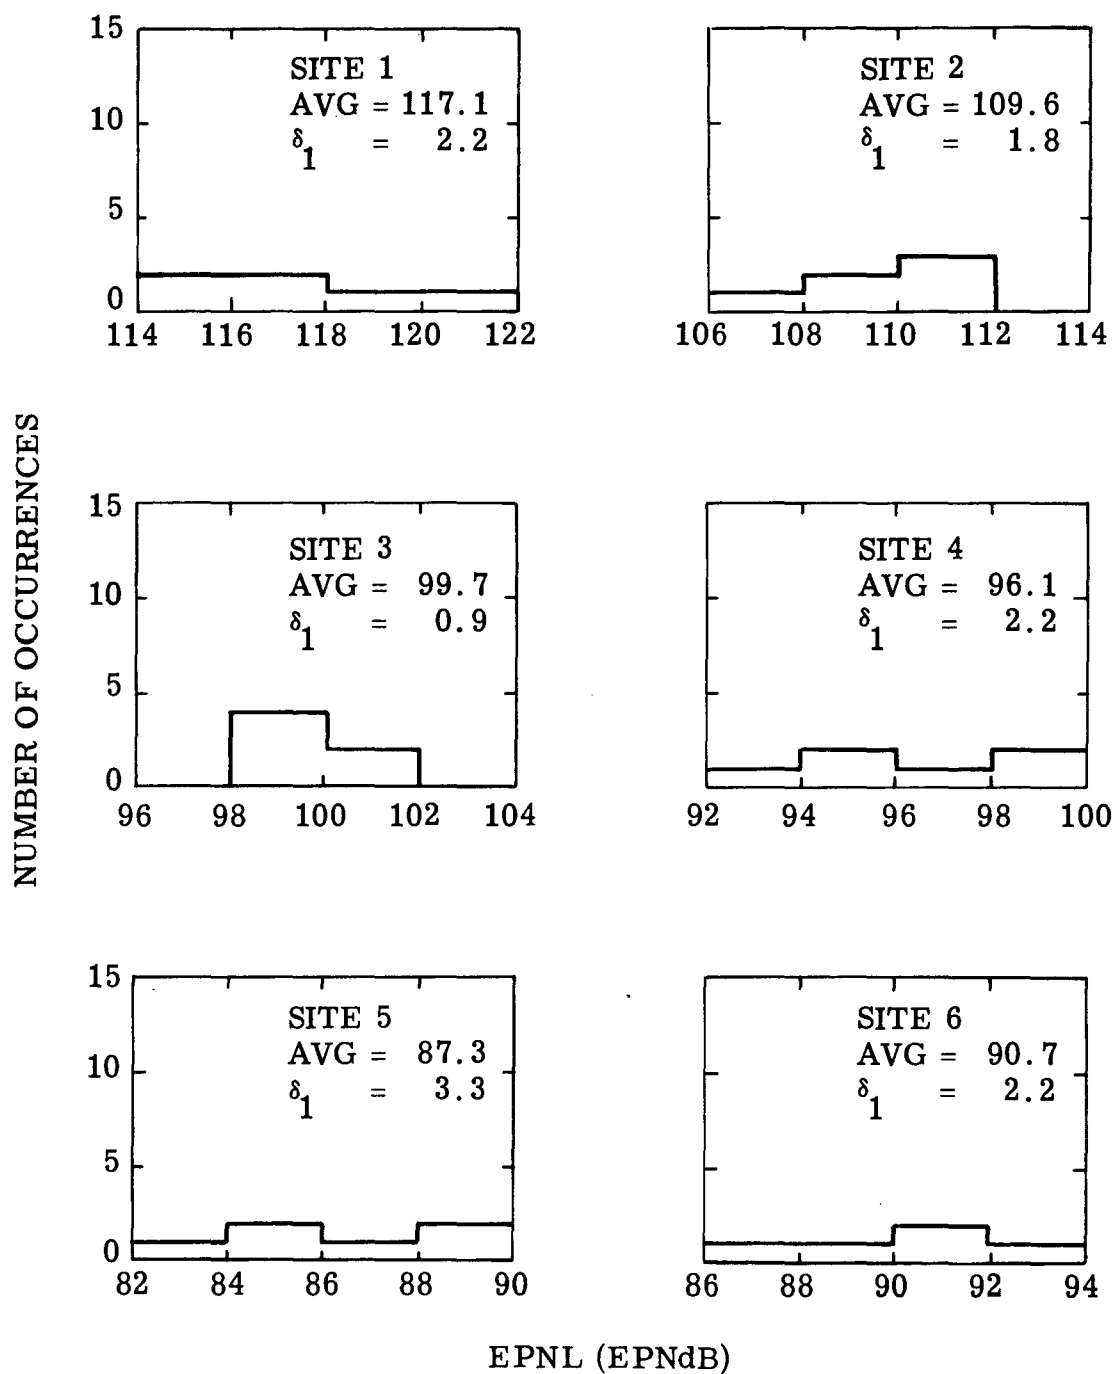 15
10
5
0
SITE 1
AVG = 117.1
δ1 = 2.2
114 116 118 120 122
SITE 2
AVG = 109.6
δ1 = 1.8
106 108 110 112 114
NUMBER OF OCCURRENCES
15
10
5
0
SITE 3
AVG = 99.7
δ1 = 0.9
96 98 100 102 104
SITE 4
AVG = 96.1
δ1 = 2.2
92 94 96 98 100
15
10
5
0
SITE 5
AVG = 87.3
δ1 = 3.3
82 84 86 88 90
SITE 6
AVG = 90.7
δ1 = 2.2
86 88 90 92 94
EPNL (EPNdB)